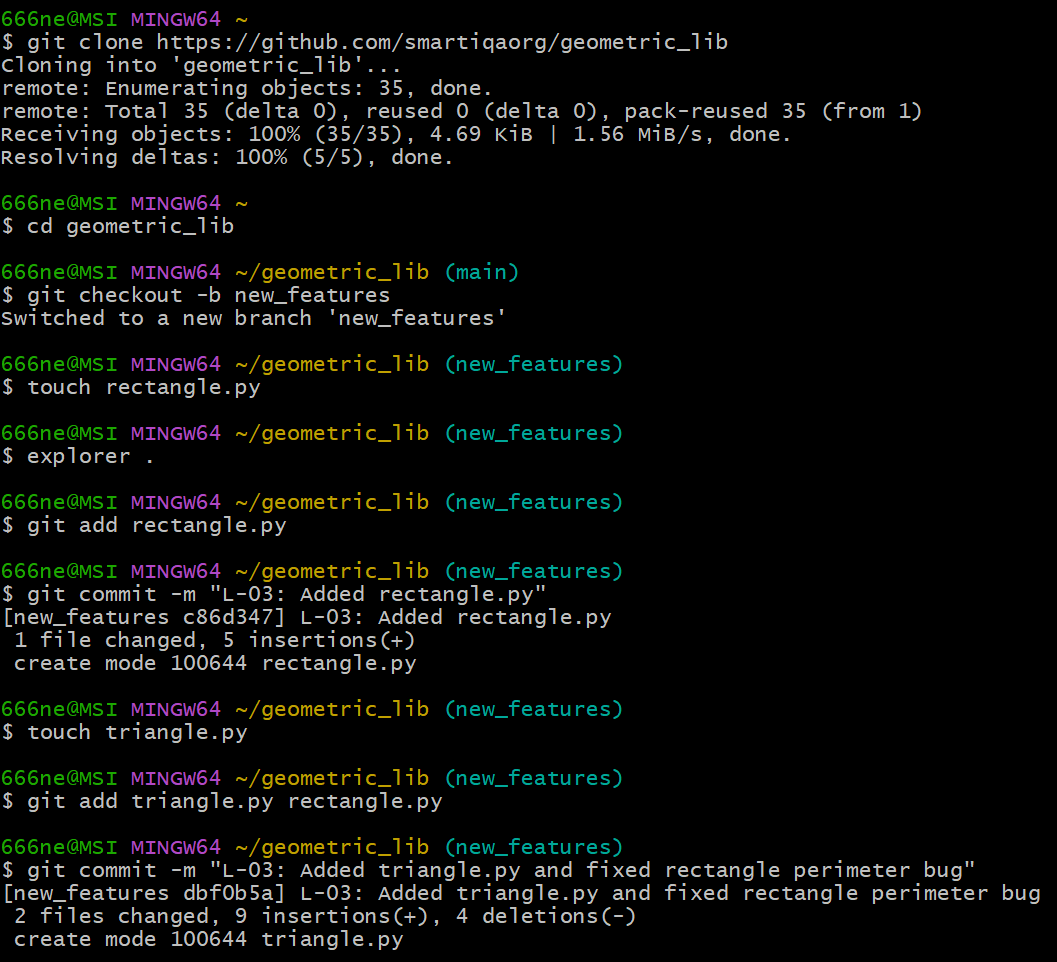 666ne@MSI MINGW64 ~
$ git clone https://github.com/smartiqaorg/geometric_lib
Cloning into 'geometric_lib'...
remote: Enumerating objects: 35, done.
remote: Total 35 (delta 0), reused 0 (delta 0), pack-reused 35 (from 1)
Receiving objects: 100% (35/35), 4.69 KiB | 1.56 MiB/s, done.
Resolving deltas: 100% (5/5), done.

666ne@MSI MINGW64 ~
$ cd geometric_lib

666ne@MSI MINGW64 ~/geometric_lib (main)
$ git checkout -b new_features
Switched to a new branch 'new_features'

666ne@MSI MINGW64 ~/geometric_lib (new_features)
$ touch rectangle.py

666ne@MSI MINGW64 ~/geometric_lib (new_features)
$ explorer .

666ne@MSI MINGW64 ~/geometric_lib (new_features)
$ git add rectangle.py

666ne@MSI MINGW64 ~/geometric_lib (new_features)
$ git commit -m "L-03: Added rectangle.py"
[new_features c86d347] L-03: Added rectangle.py
 1 file changed, 5 insertions(+)
 create mode 100644 rectangle.py

666ne@MSI MINGW64 ~/geometric_lib (new_features)
$ touch triangle.py

666ne@MSI MINGW64 ~/geometric_lib (new_features)
$ git add triangle.py rectangle.py

666ne@MSI MINGW64 ~/geometric_lib (new_features)
$ git commit -m "L-03: Added triangle.py and fixed rectangle perimeter bug"
[new_features dbf0b5a] L-03: Added triangle.py and fixed rectangle perimeter bug
 2 files changed, 9 insertions(+), 4 deletions(-)
 create mode 100644 triangle.py